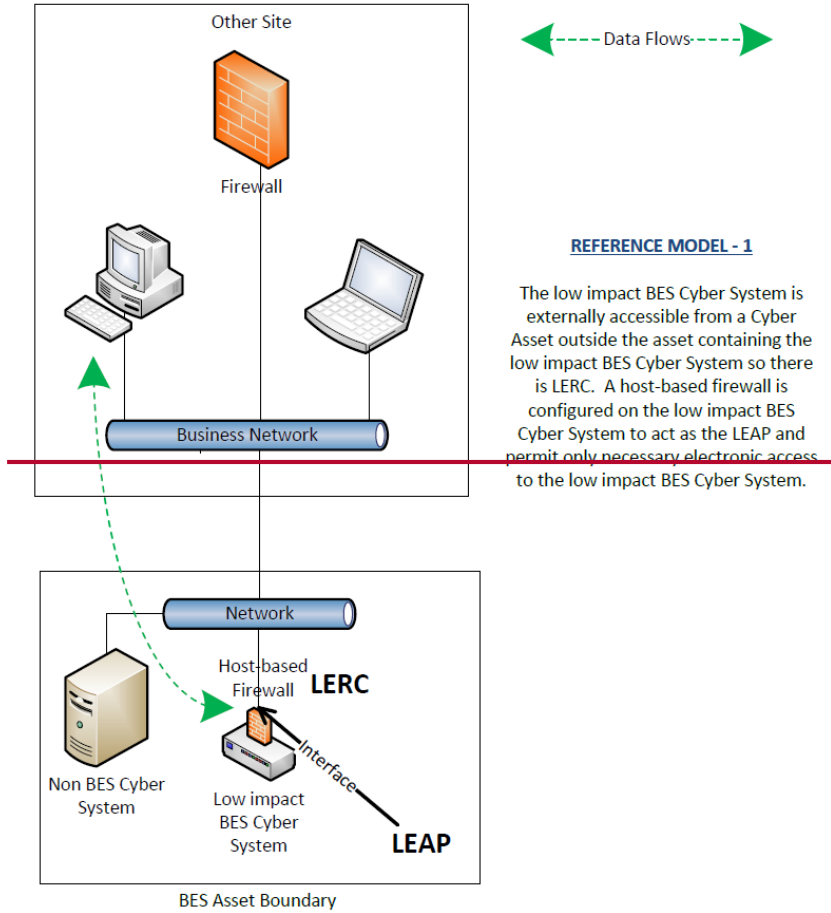 Other Site
Data Flows
Firewall
REFERENCE MODEL - 1
The low impact BES Cyber System is
externally accessible from a Cyber
Asset outside the asset containing the
low impact BES Cyber System so there
is LERC. A host-based firewall is
configured on the low impact BES
Cyber System to act as the LEAP and
permit only necessary electronic access
to the low impact BES Cyber System.
Business Network
Network
Host-based
Firewall
LERC
Interface
Non BES Cyber
System
Low impact
BES Cyber
System
LEAP
BES Asset Boundary